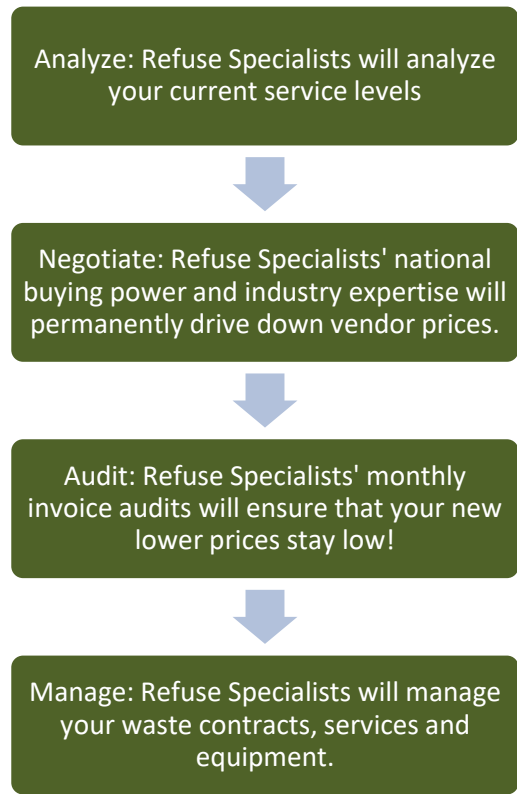 Analyze: Refuse Specialists will analyze
your current service levels
Negotiate: Refuse Specialists' national
buying power and industry expertise will
permanently drive down vendor prices.
Audit: Refuse Specialists' monthly
invoice audits will ensure that your new
lower prices stay low!
Manage: Refuse Specialists will manage
your waste contracts, services and
equipment.